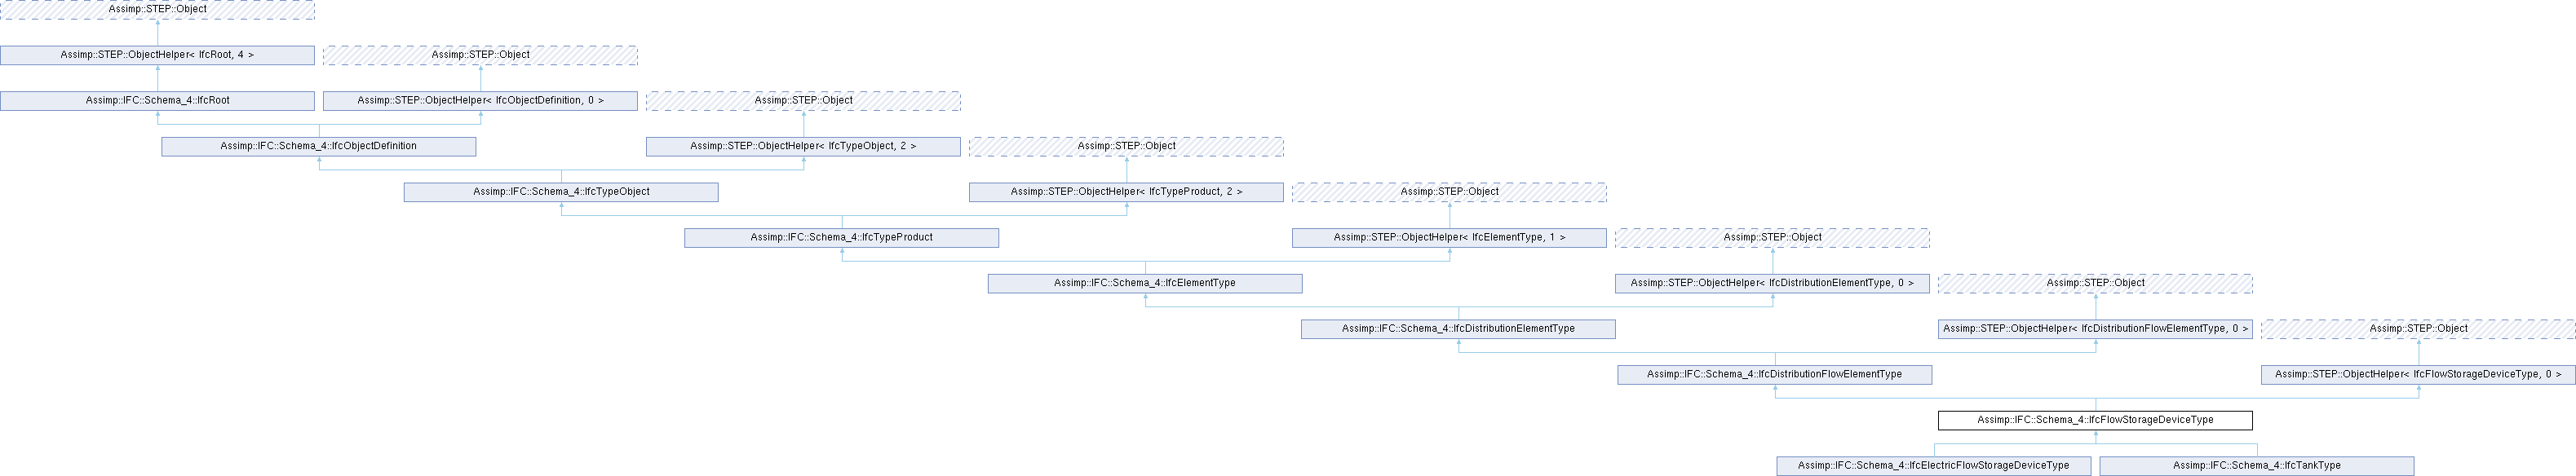 Assimp::STEP::Object
Assimp::STEP::ObjectHelper< IfcRoot, 4 >
Assimp::STEP::Object
Assimp::IFC::Schema_4::IfcRoot
Assimp::STEP::ObjectHelper< IfcObjectDefinition, 0 >
Assimp::STEP::Object
Assimp::IFC::Schema_4::IfcObjectDefinition
Assimp::STEP::ObjectHelper< IfcTypeObject, 2 >
Assimp::STEP::Object
Assimp::IFC::Schema_4::IfcTypeObject
Assimp::STEP::ObjectHelper< IfcTypeProduct, 2 >
Assimp::STEP::Object
Assimp::IFC::Schema_4::IfcTypeProduct
Assimp::STEP::ObjectHelper< IfcElementType, 1 >
Assimp::STEP::Object
Assimp::IFC::Schema_4::IfcElementType
Assimp::STEP::ObjectHelper< IfcDistributionElementType, 0 >
Assimp::STEP::Object
Assimp::IFC::Schema_4::IfcDistributionElementType
Assimp::STEP::ObjectHelper< IfcDistributionFlowElementType, 0 >
Assimp::STEP::Object
Assimp::IFC::Schema_4::IfcDistributionFlowElementType
Assimp::STEP::ObjectHelper< IfcFlowStorageDeviceType, 0 >
Assimp::IFC::Schema_4::IfcFlowStorageDeviceType
Assimp::IFC::Schema_4::IfcElectricFlowStorageDeviceType
Assimp::IFC::Schema_4::IfcTankType